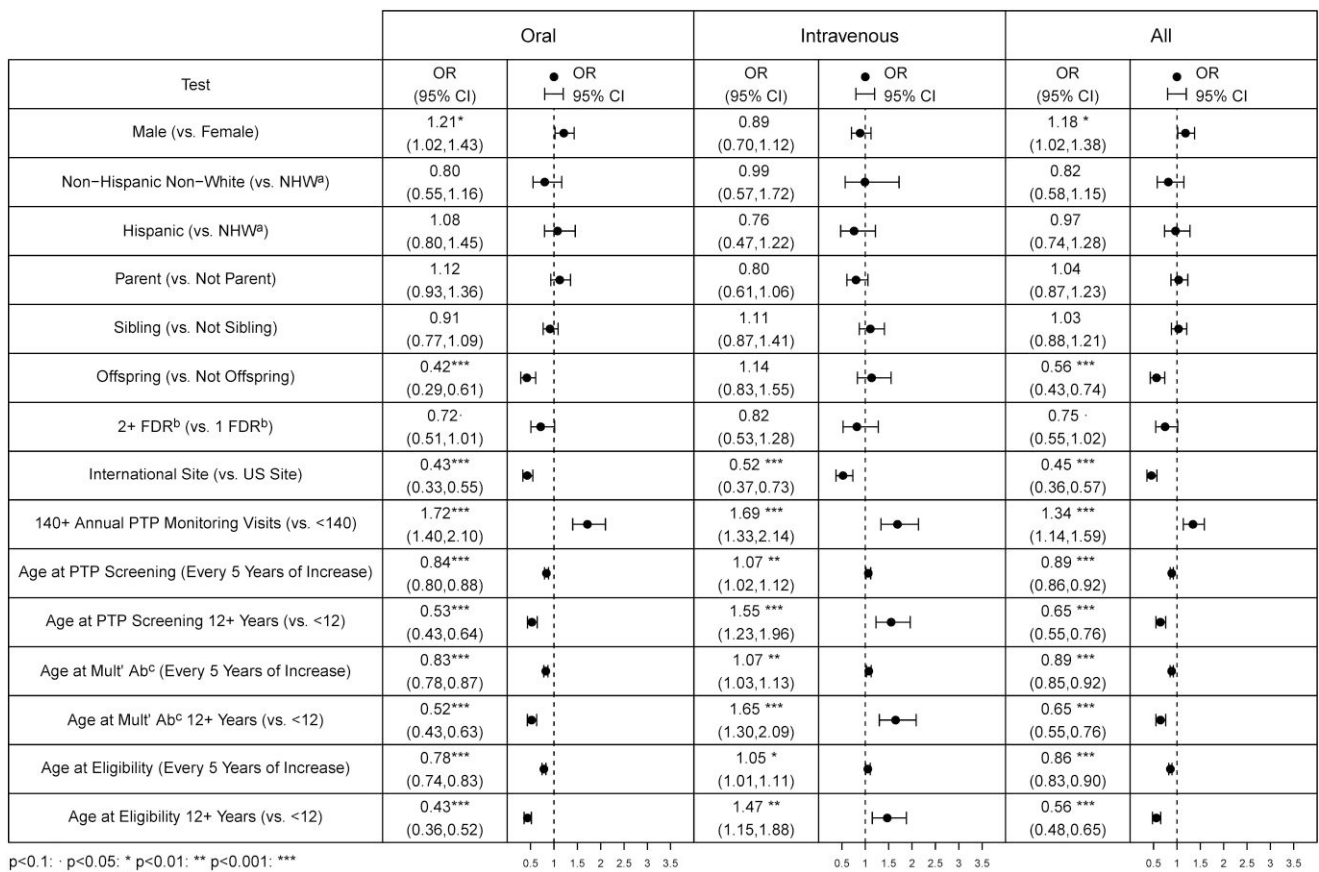 Oral Intravenous All
Test OR (95% CI) OR 95% CI OR (95% CI) OR 95% CI OR (95% CI) OR 95% CI
Male (vs. Female) 1.21* (1.02,1.43) 0.89 (0.70,1.12) 1.18 * (1.02,1.38)
Non−Hispanic Non−White (vs. NHWᵃ) 0.80 (0.55,1.16) 0.99 (0.57,1.72) 0.82 (0.58,1.15)
Hispanic (vs. NHWᵃ) 1.08 (0.80,1.45) 0.76 (0.47,1.22) 0.97 (0.74,1.28)
Parent (vs. Not Parent) 1.12 (0.93,1.36) 0.80 (0.61,1.06) 1.04 (0.87,1.23)
Sibling (vs. Not Sibling) 0.91 (0.77,1.09) 1.11 (0.87,1.41) 1.03 (0.88,1.21)
Offspring (vs. Not Offspring) 0.42*** (0.29,0.61) 1.14 (0.83,1.55) 0.56 *** (0.43,0.74)
2+ FDRᵇ (vs. 1 FDRᵇ) 0.72· (0.51,1.01) 0.82 (0.53,1.28) 0.75 · (0.55,1.02)
International Site (vs. US Site) 0.43*** (0.33,0.55) 0.52 *** (0.37,0.73) 0.45 *** (0.36,0.57)
140+ Annual PTP Monitoring Visits (vs. <140) 1.72*** (1.40,2.10) 1.69 *** (1.33,2.14) 1.34 *** (1.14,1.59)
Age at PTP Screening (Every 5 Years of Increase) 0.84*** (0.80,0.88) 1.07 ** (1.02,1.12) 0.89 *** (0.86,0.92)
Age at PTP Screening 12+ Years (vs. <12) 0.53*** (0.43,0.64) 1.55 *** (1.23,1.96) 0.65 *** (0.55,0.76)
Age at Mult' Abᶜ (Every 5 Years of Increase) 0.83*** (0.78,0.87) 1.07 ** (1.03,1.13) 0.89 *** (0.85,0.92)
Age at Mult' Abᶜ 12+ Years (vs. <12) 0.52*** (0.43,0.63) 1.65 *** (1.30,2.09) 0.65 *** (0.55,0.76)
Age at Eligibility (Every 5 Years of Increase) 0.78*** (0.74,0.83) 1.05 * (1.01,1.11) 0.86 *** (0.83,0.90)
Age at Eligibility 12+ Years (vs. <12) 0.43*** (0.36,0.52) 1.47 ** (1.15,1.88) 0.56 *** (0.48,0.65)
p<0.1: · p<0.05: * p<0.01: ** p<0.001: *** 0.5 1 1.5 2 2.5 3 3.5 0.5 1 1.5 2 2.5 3 3.5 0.5 1 1.5 2 2.5 3 3.5